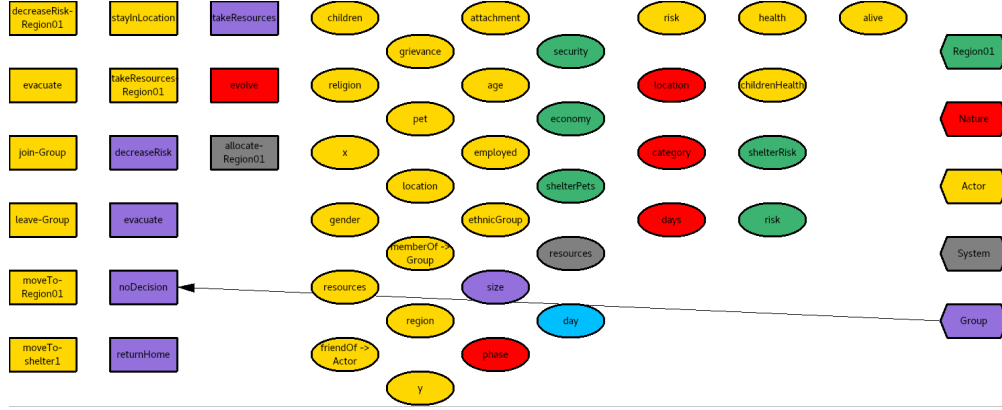 decreaseRisk-
Region01
stayInLocation
takeResources
children
attachment
risk
health
alive
grievance
security
Region01
evacuate
takeResources-
Region01
evolve
religion
age
location
childrenHealth
pet
economy
Nature
join-Group
decreaseRisk
allocate-
Region01
x
employed
category
shelterRisk
location
shelterPets
Actor
leave-Group
evacuate
gender
ethnicGroup
days
risk
memberOf ->
Group
resources
System
moveTo-
Region01
noDecision
resources
size
region
day
Group
moveTo-
shelter1
returnHome
friendOf ->
Actor
phase
y